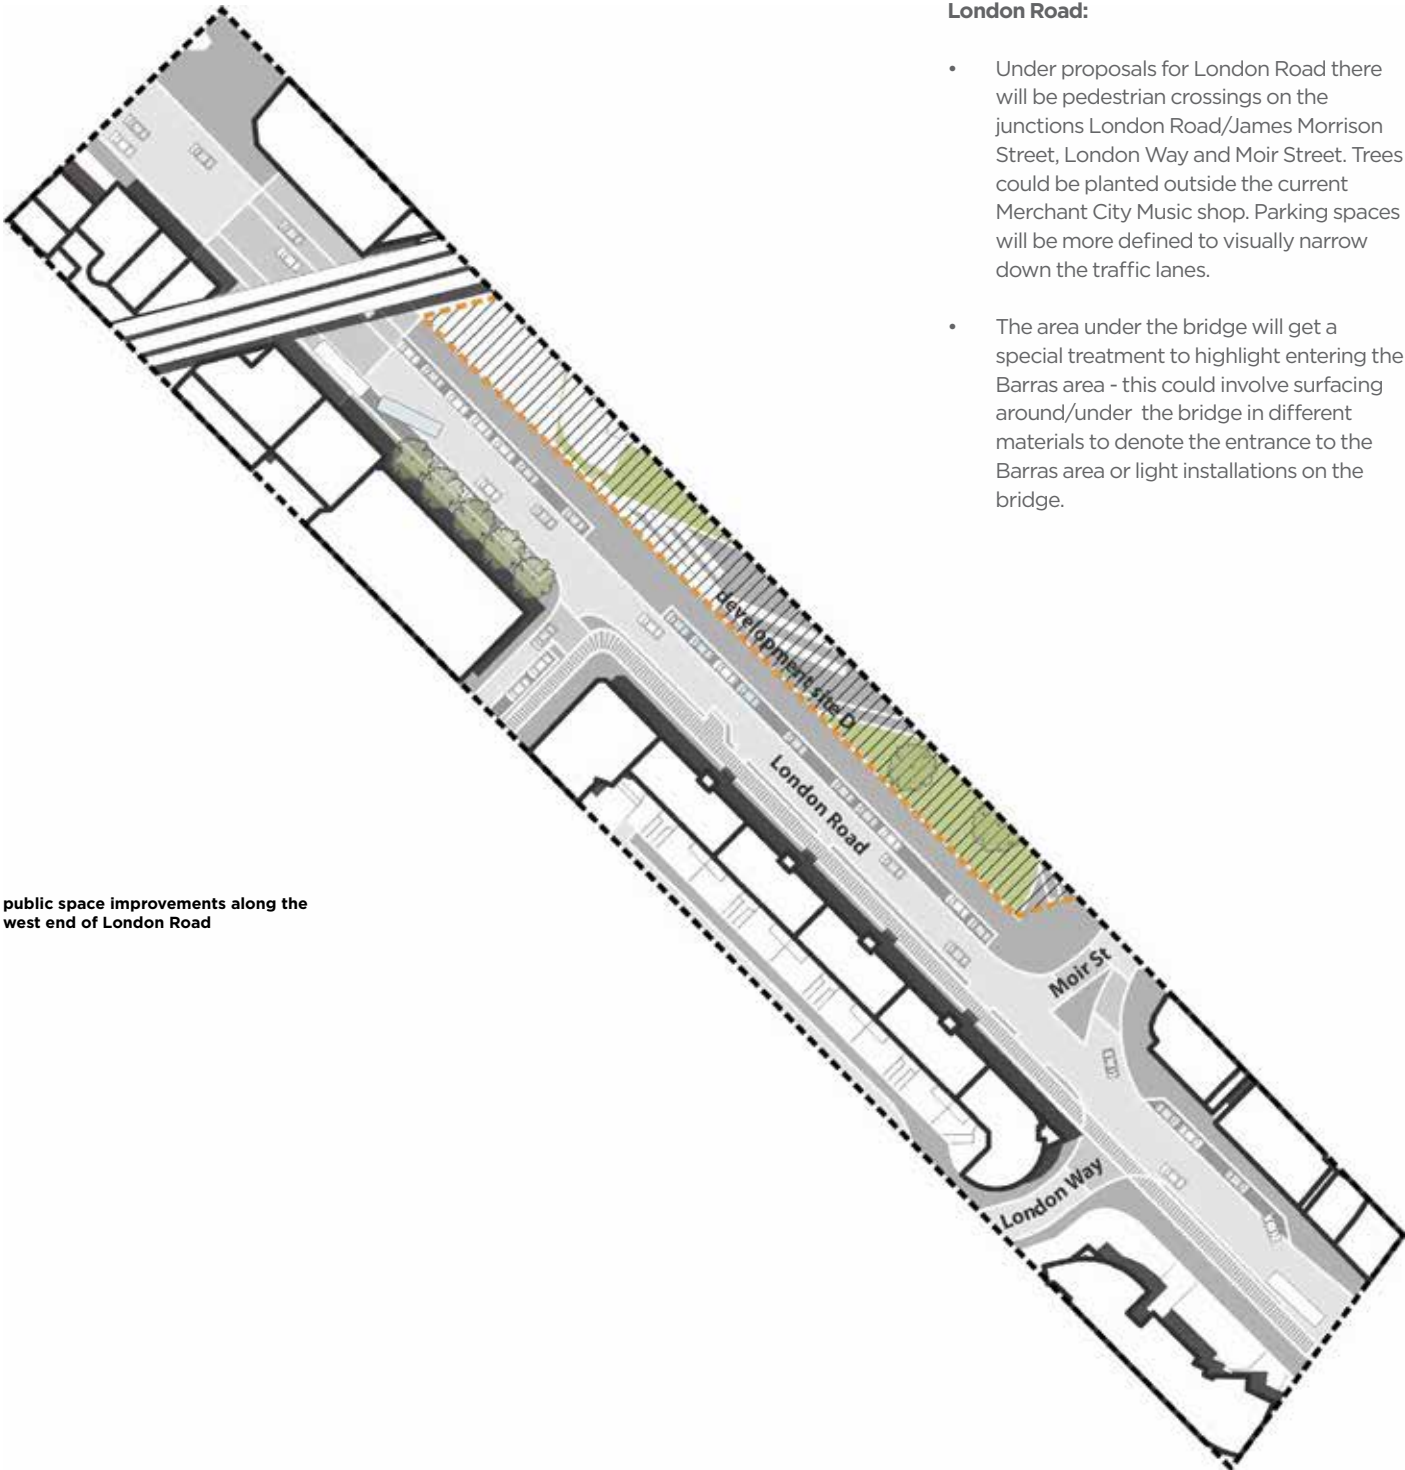 London Road:
• Under proposals for London Road there
will be pedestrian crossings on the
junctions London Road/James Morrison
Street, London Way and Moir Street. Trees
could be planted outside the current
Merchant City Music shop. Parking spaces
will be more defined to visually narrow
down the traffic lanes.
• The area under the bridge will get a
special treatment to highlight entering the
Barras area - this could involve surfacing
around/under the bridge in different
materials to denote the entrance to the
Barras area or light installations on the
bridge.
development site D
London Road
public space improvements along the
west end of London Road
Moir St
London Way